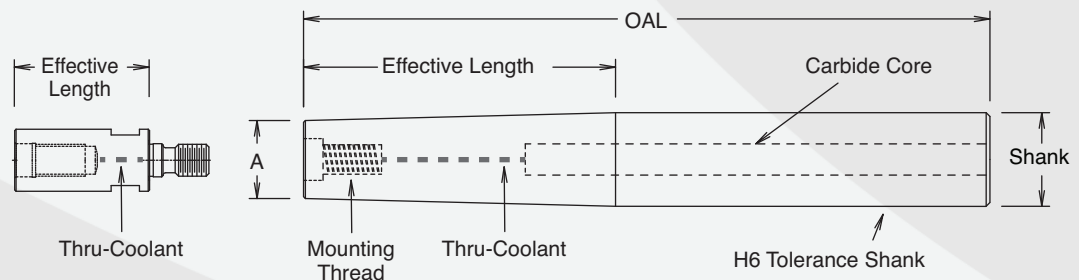 OAL
Effective
Length
Effective Length
Carbide Core
A
Shank
Thru-Coolant
Mounting
Thread
Thru-Coolant
H6 Tolerance Shank